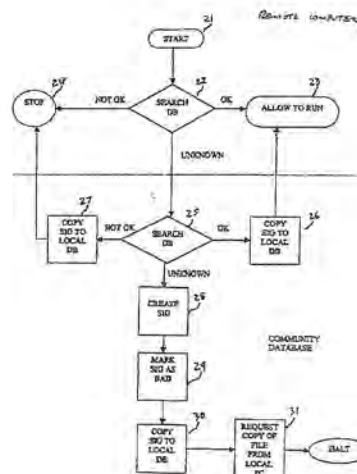 21
REMOTE COMPUTER
START
24
22
23
STOP
NOT OK
SEARCH
DB
OK
ALLOW TO RUN
UNKNOWN
27
25
26
COPY
SIG TO
LOCAL
DB
NOT OK
SEARCH
DB
OK
COPY
SIG TO
LOCAL
DB
UNKNOWN
28
CREATE
SIG
COMMUNITY
DATABASE
29
MARK
SIG AS
BAD
30
31
COPY
SIG TO
LOCAL
DB
REQUEST
COPY OF
FILE
FROM
LOCAL
PC
HALT